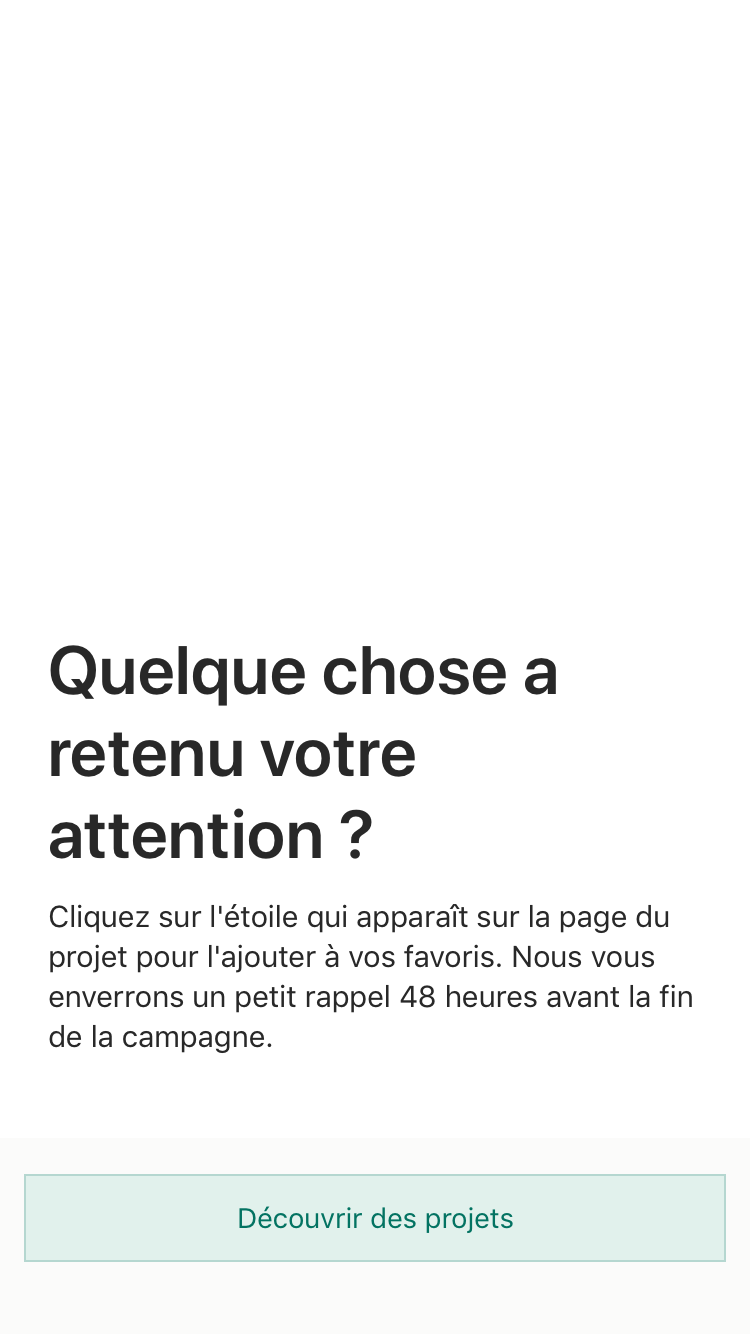 Quelque chose a
retenu votre
attention ?
Cliquez sur l'étoile qui apparaît sur la page du
projet pour l'ajouter à vos favoris. Nous vous
enverrons un petit rappel 48 heures avant la fin
de la campagne.
Découvrir des projets